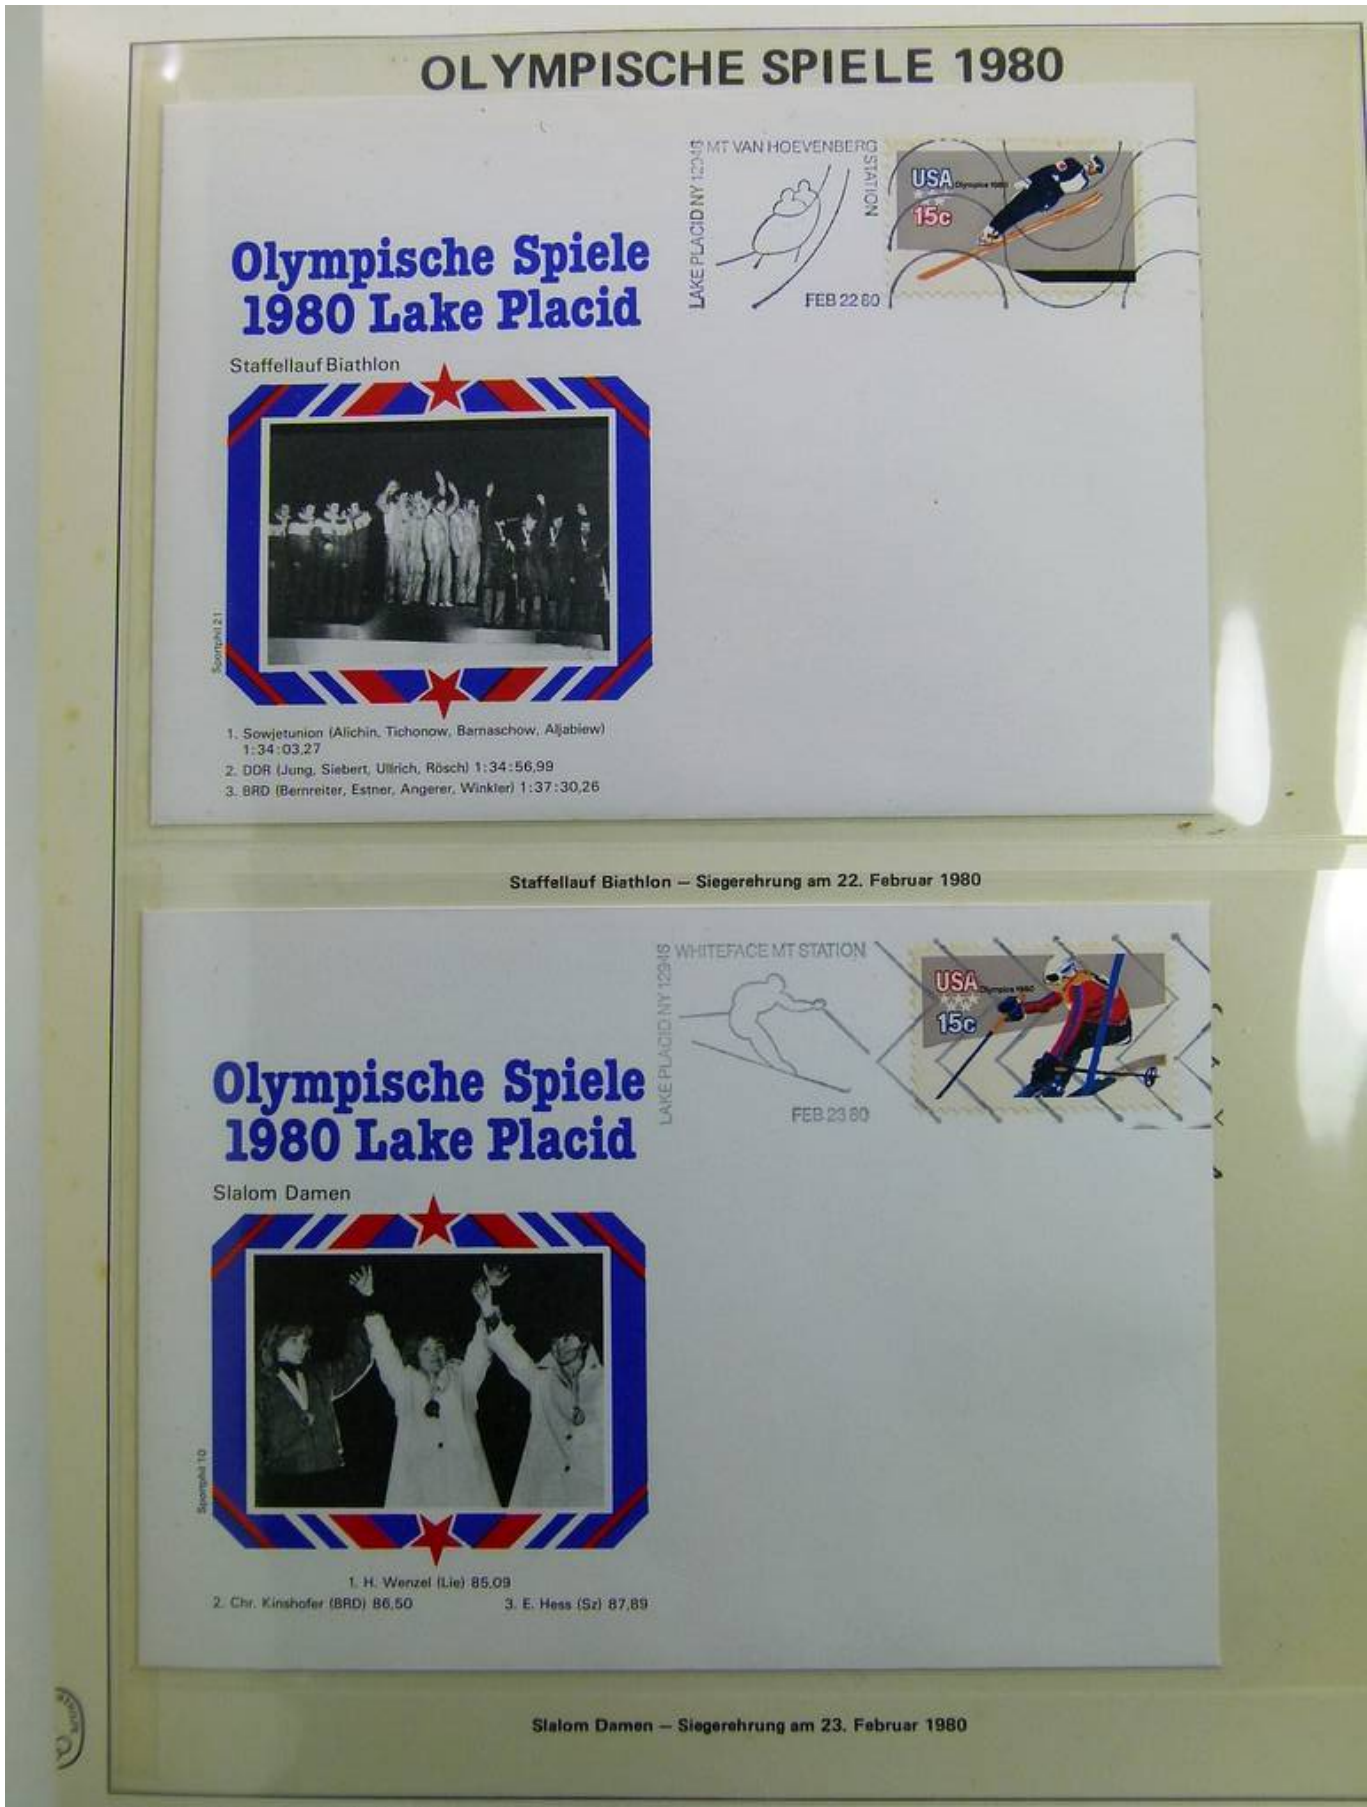 OLYMPISCHE SPIELE 1980
LAKE PLACID NY 12946
MT VAN HOEVENBERG
STATION
FEB 22 80
USA Olympics 1980
15c
Olympische Spiele
1980 Lake Placid
Staffellauf Biathlon
Sportphil 21
1. Sowjetunion (Alichin, Tichonow, Barnaschow, Aljabiew)
1:34:03,27
2. DDR (Jung, Siebert, Ullrich, Rösch) 1:34:56,99
3. BRD (Bernreiter, Estner, Angerer, Winkler) 1:37:30,26
Staffellauf Biathlon – Siegerehrung am 22. Februar 1980
LAKE PLACID NY 12946
WHITEFACE MT STATION
FEB 23 80
USA Olympics 1980
15c
Olympische Spiele
1980 Lake Placid
Slalom Damen
Sportphil 10
1. H. Wenzel (Lie) 85,09
2. Chr. Kinshofer (BRD) 86,50 3. E. Hess (Sz) 87,89
Slalom Damen – Siegerehrung am 23. Februar 1980